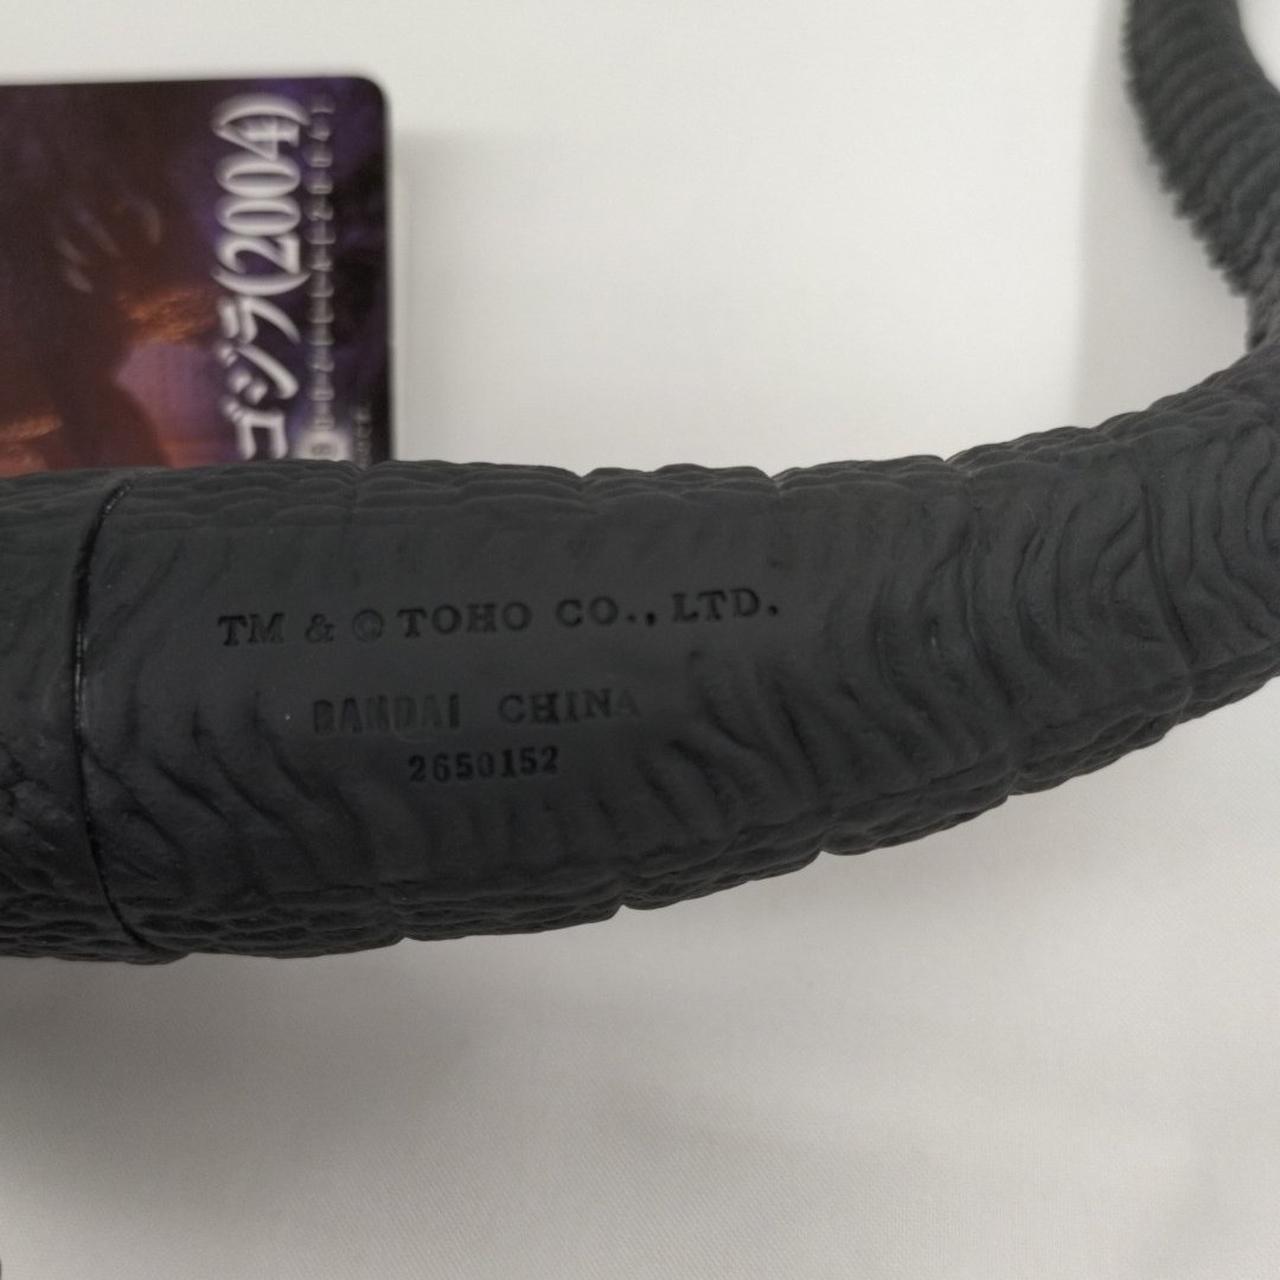 ゴジラ(2004)
TM & © TOHO CO., LTD.
BANDAI CHINA
2650152